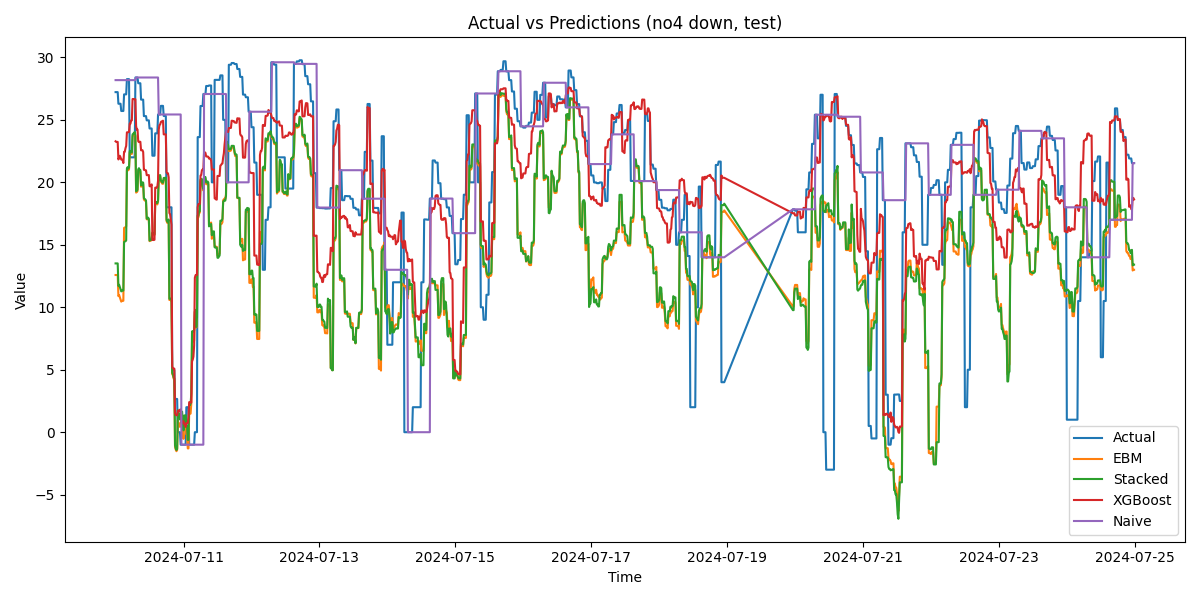 Actual vs Predictions (no4 down, test)
30
25
20
15
10
5
0
−5
Value
2024-07-11 2024-07-13 2024-07-15 2024-07-17 2024-07-19 2024-07-21 2024-07-23 2024-07-25
Time
Actual
EBM
Stacked
XGBoost
Naive